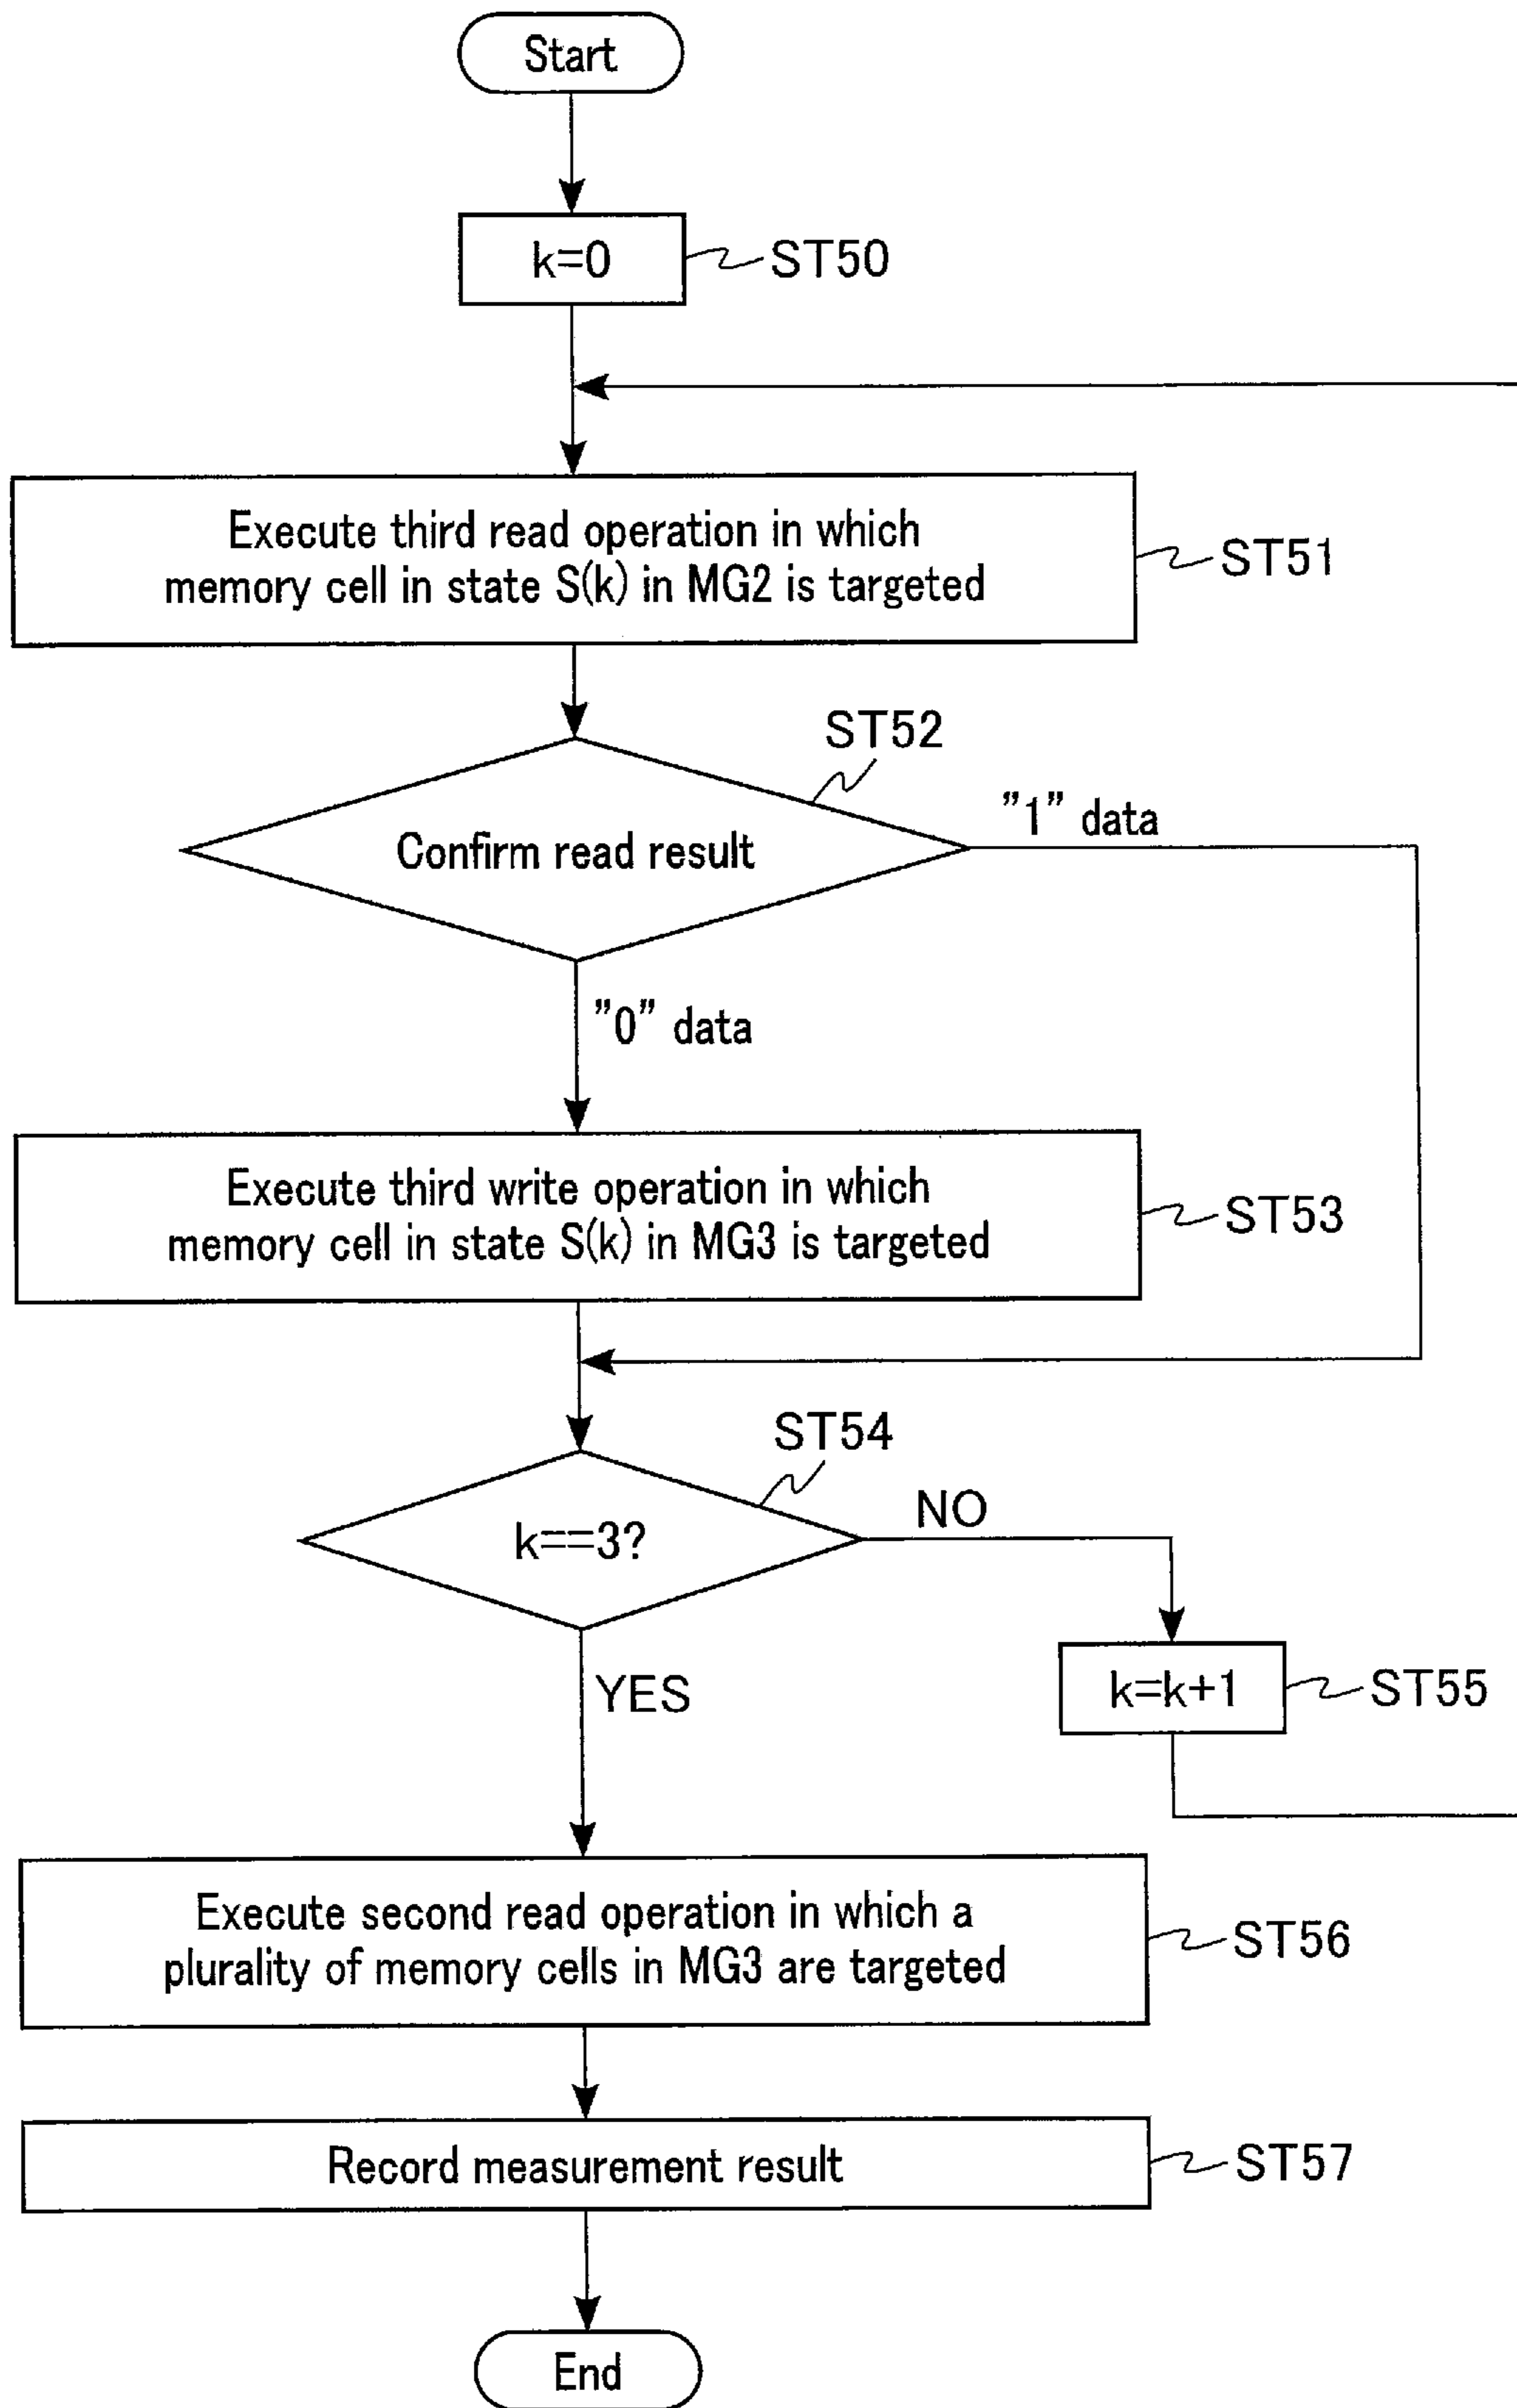 Start
k=0
ST50
Execute third read operation in which
memory cell in state S(k) in MG2 is targeted
ST51
ST52
Confirm read result
"1" data
"0" data
Execute third write operation in which
memory cell in state S(k) in MG3 is targeted
ST53
ST54
k==3?
NO
YES
k=k+1
ST55
Execute second read operation in which a
plurality of memory cells in MG3 are targeted
ST56
Record measurement result
ST57
End